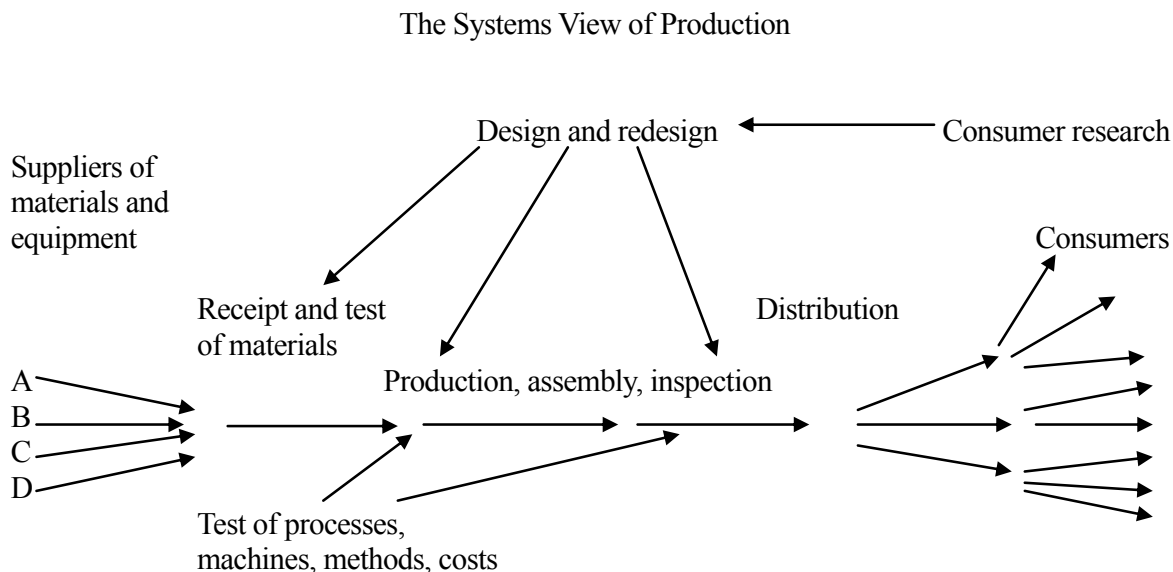 The Systems View of Production
Design and redesign
Consumer research
Suppliers of
materials and
equipment
Consumers
Receipt and test
of materials
Distribution
A
B
C
D
Production, assembly, inspection
Test of processes,
machines, methods, costs